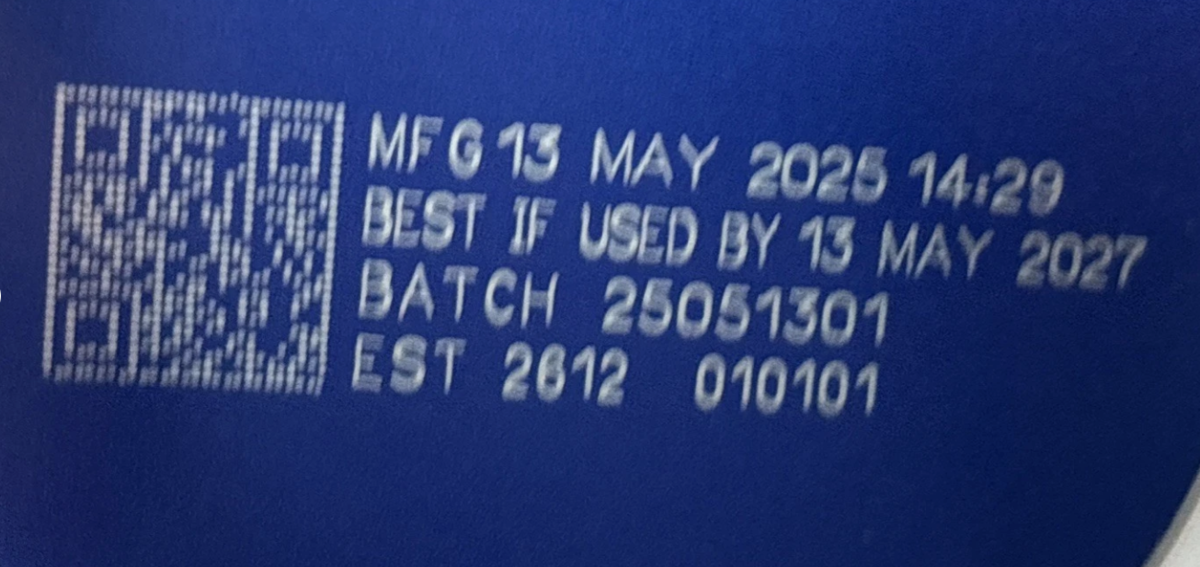 MFG 13 MAY 2025 14:29
BEST IF USED BY 13 MAY 2027
BATCH 25051301
EST 2612 010101